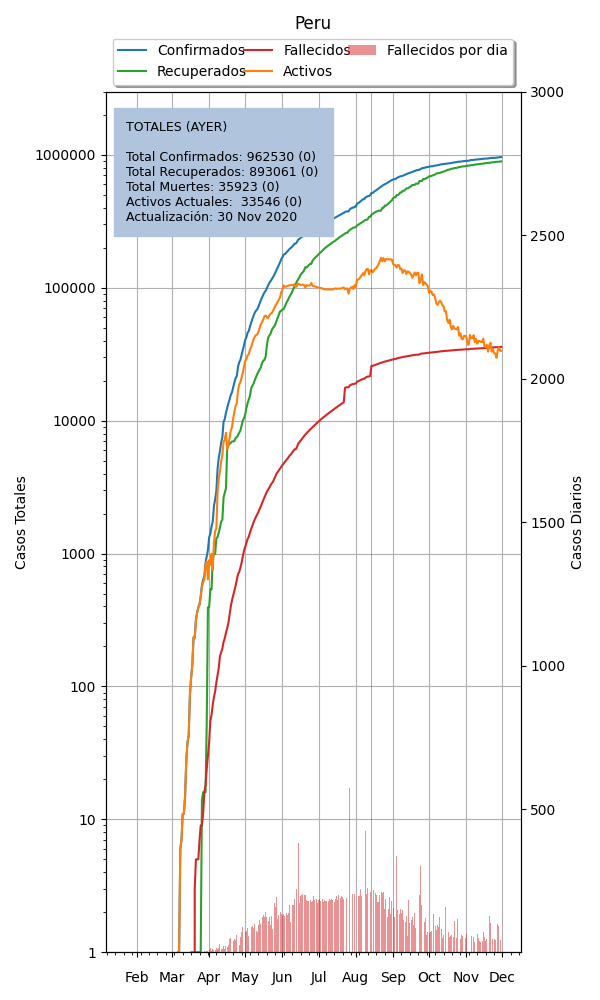 Peru
Confirmados Fallecidos Fallecidos por dia
Recuperados Activos
TOTALES (AYER)
Total Confirmados: 962530 (0)
Total Recuperados: 893061 (0)
Total Muertes: 35923 (0)
Activos Actuales:  33546 (0)
Actualización: 30 Nov 2020
Casos Totales
1000000
100000
10000
1000
100
10
1
Casos Diarios
3000
2500
2000
1500
1000
500
Feb Mar Apr May Jun Jul Aug Sep Oct Nov Dec